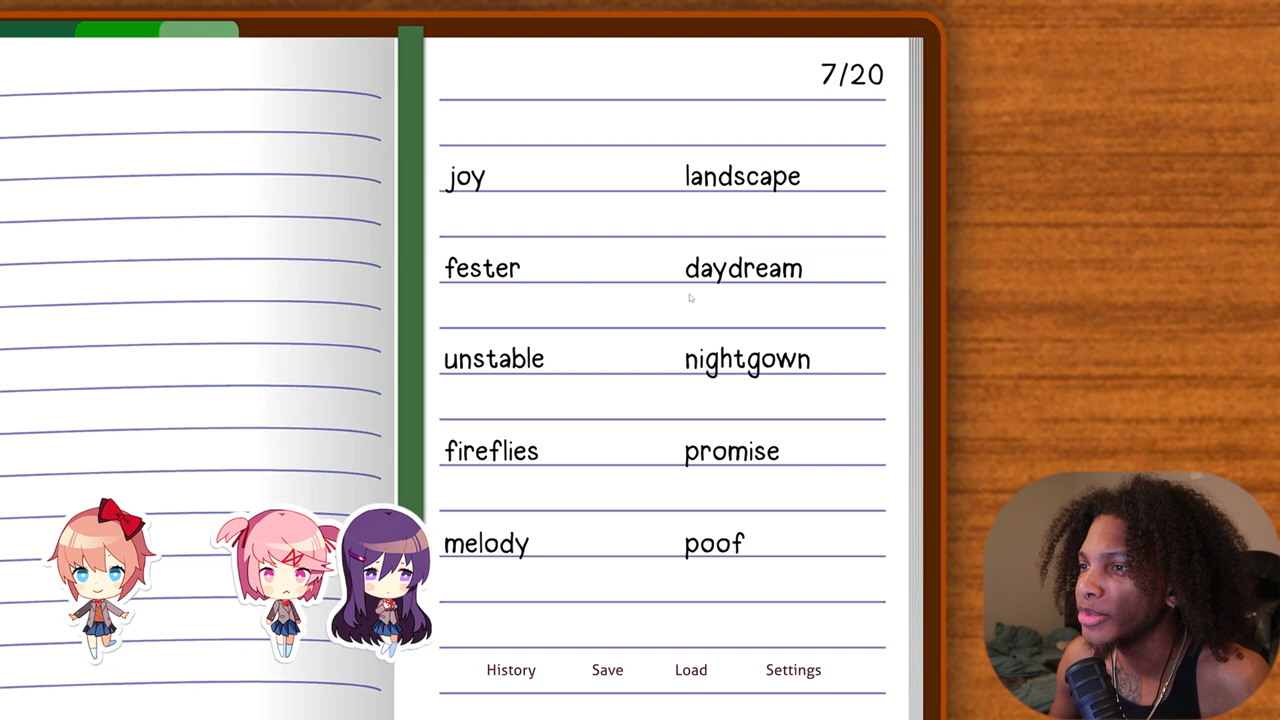 7/20
joy landscape
fester daydream
unstable nightgown
fireflies promise
melody poof
History Save Load Settings